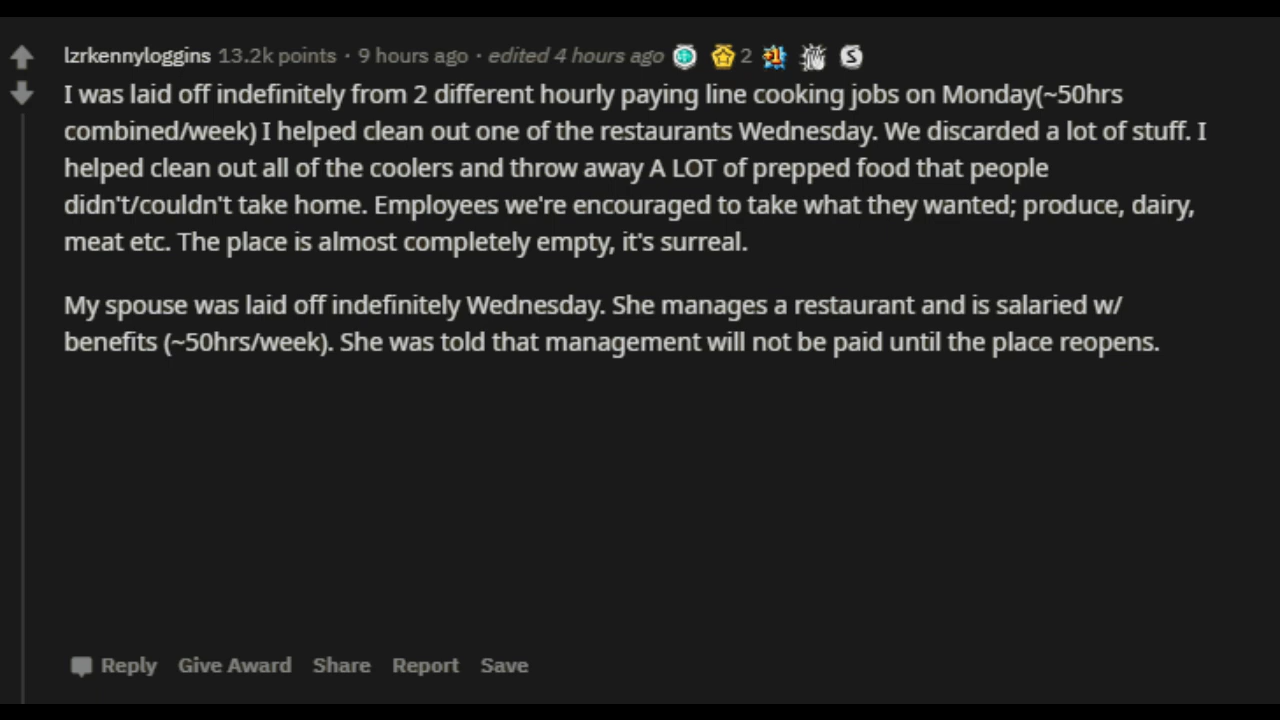 lzrkennyloggins 13.2k points · 9 hours ago · edited 4 hours ago 2 +1 S
I was laid off indefinitely from 2 different hourly paying line cooking jobs on Monday(~50hrs
combined/week) I helped clean out one of the restaurants Wednesday. We discarded a lot of stuff. I
helped clean out all of the coolers and throw away A LOT of prepped food that people
didn't/couldn't take home. Employees we're encouraged to take what they wanted; produce, dairy,
meat etc. The place is almost completely empty, it's surreal.
My spouse was laid off indefinitely Wednesday. She manages a restaurant and is salaried w/
benefits (~50hrs/week). She was told that management will not be paid until the place reopens.
Reply Give Award Share Report Save